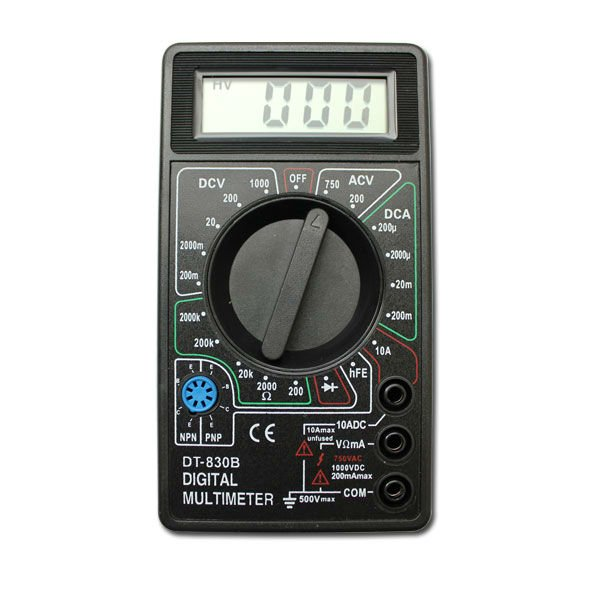 HV
000
DCV 1000 OFF 750 ACV
200 200 DCA
20 200µ
2000m 2000µ
200m 20m
2000k 200m
200k 10A
20k 2000 Ω 200 hFE
E E
B B
C C
E E
NPN PNP
CE
10Amax
unfused
10ADC
VΩmA
750VAC
1000VDC
200mAmax
500Vmax
COM
DT-830B
DIGITAL
MULTIMETER